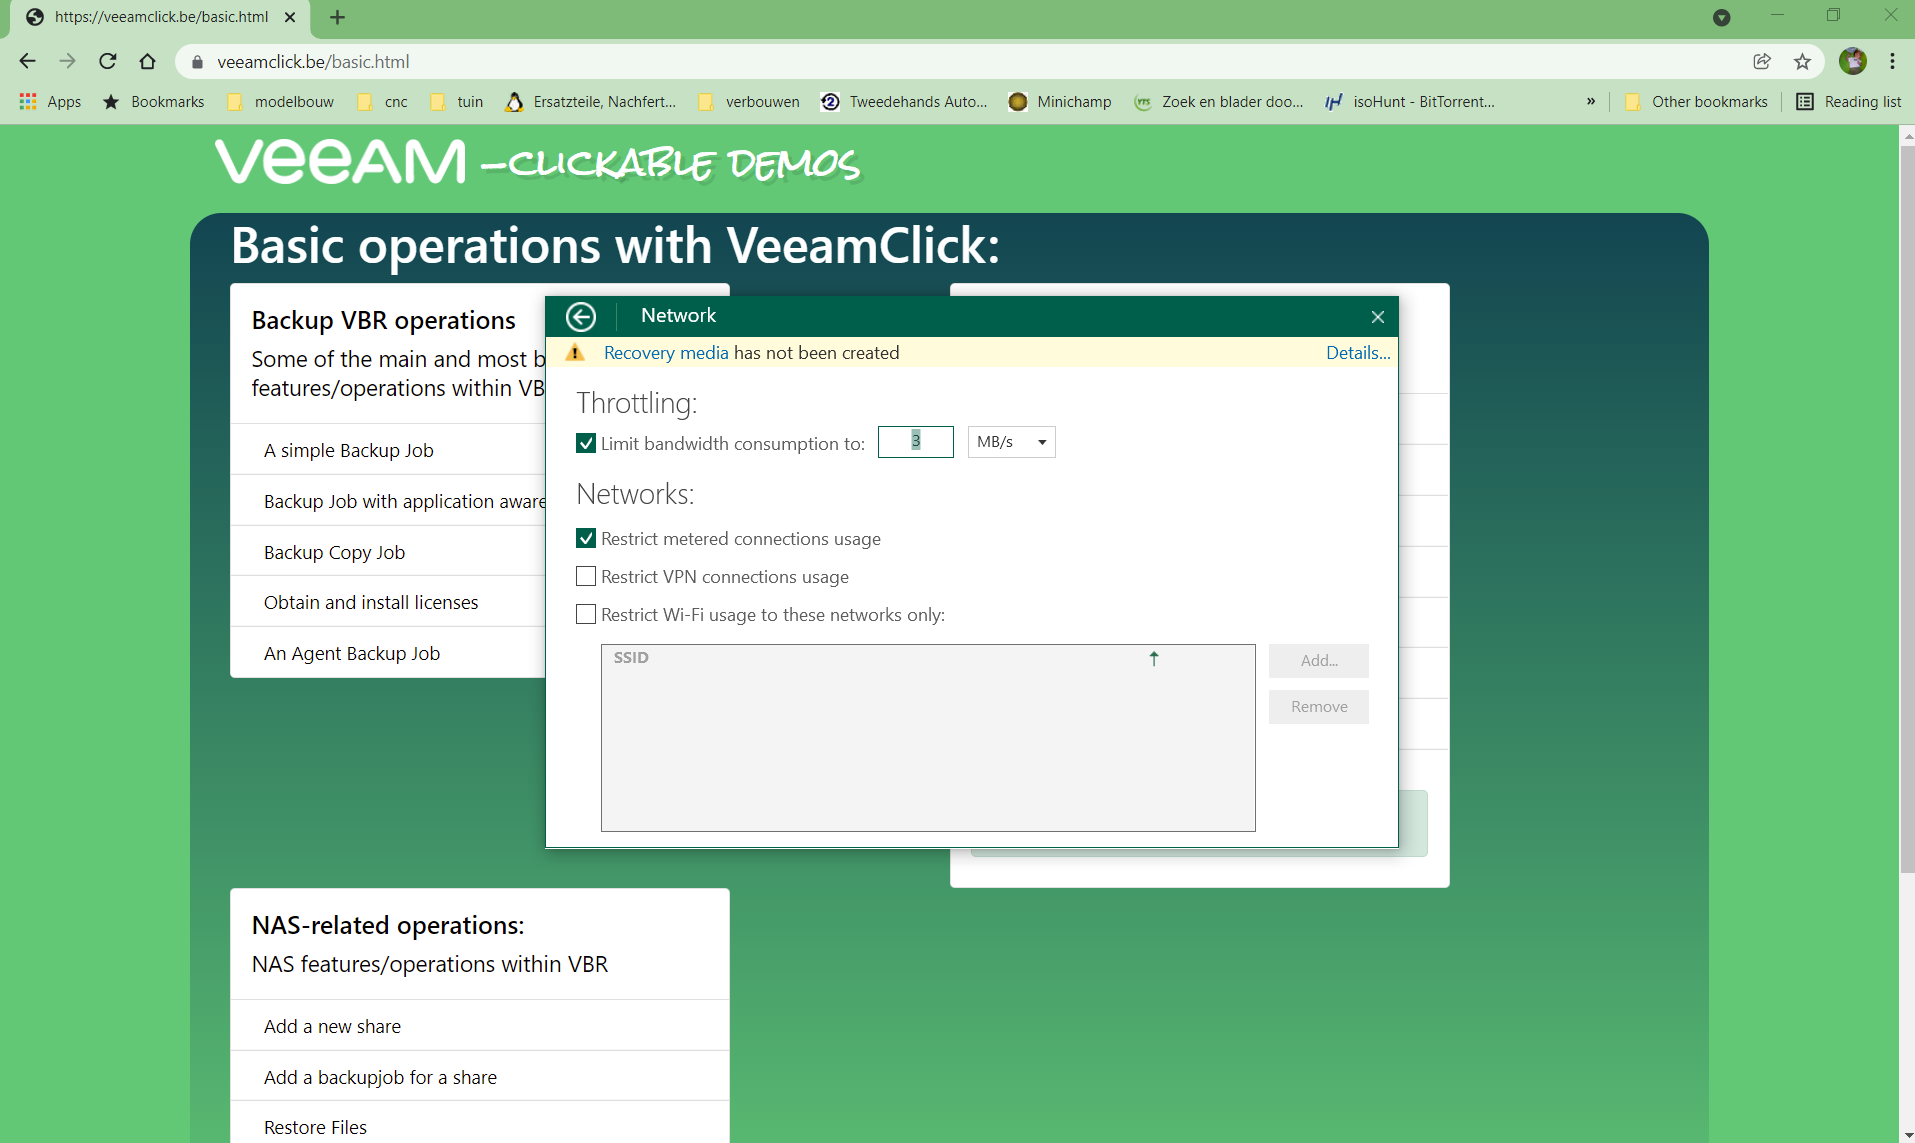 https://veeamclick.be/basic.html
veeamclick.be/basic.html
Apps Bookmarks modelbouw cnc tuin Ersatzteile, Nachfert... verbouwen Tweedehands Auto... Minichamp Zoek en blader doo... isoHunt - BitTorrent... » Other bookmarks Reading list
veeAM -CLICKABLE DEMOS
Basic operations with VeeamClick:
Backup VBR operations
Some of the main and most b
features/operations within VB
A simple Backup Job
Backup Job with application aware
Backup Copy Job
Obtain and install licenses
An Agent Backup Job
Network
Recovery media has not been created Details...
Throttling:
Limit bandwidth consumption to: 3 MB/s
Networks:
Restrict metered connections usage
Restrict VPN connections usage
Restrict Wi-Fi usage to these networks only:
SSID
Add...
Remove
NAS-related operations:
NAS features/operations within VBR
Add a new share
Add a backupjob for a share
Restore Files